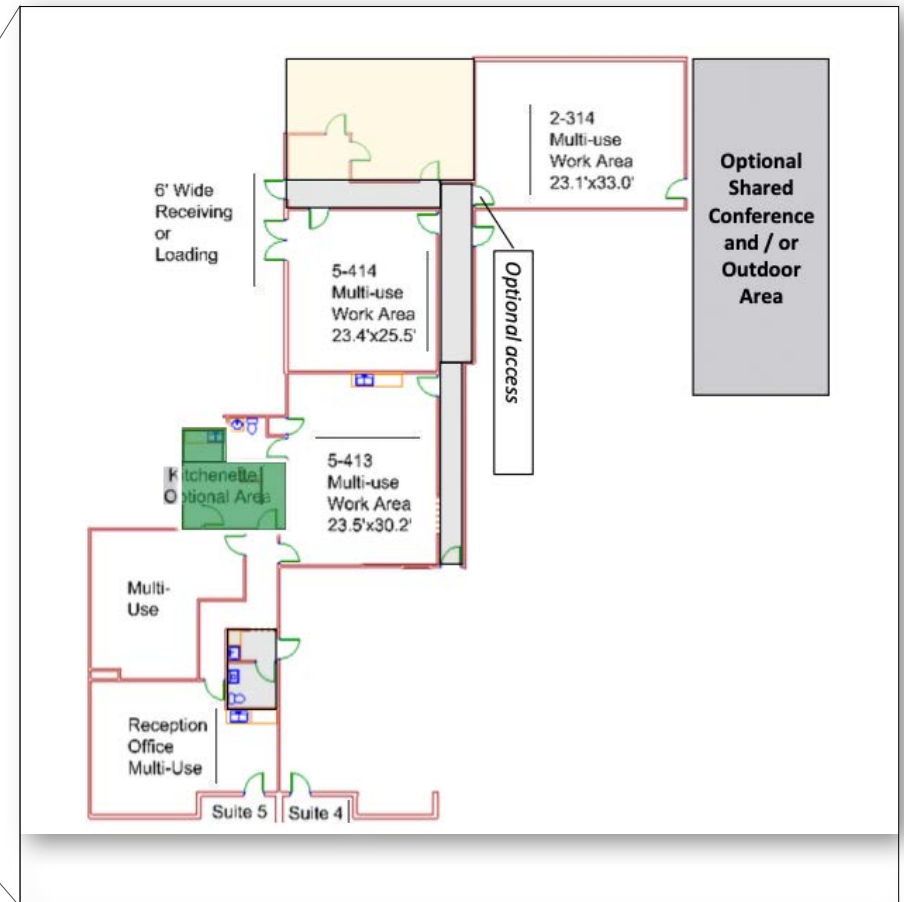 2-314
Multi-use
Work Area
23.1'x33.0'
Optional
Shared
Conference
and / or
Outdoor
Area
6' Wide
Receiving
or
Loading
5-414
Multi-use
Work Area
23.4'x25.5'
Optional access
5-413
Multi-use
Work Area
23.5'x30.2'
Kitchenette
Optional Area
Multi-
Use
Reception
Office
Multi-Use
Suite 5
Suite 4